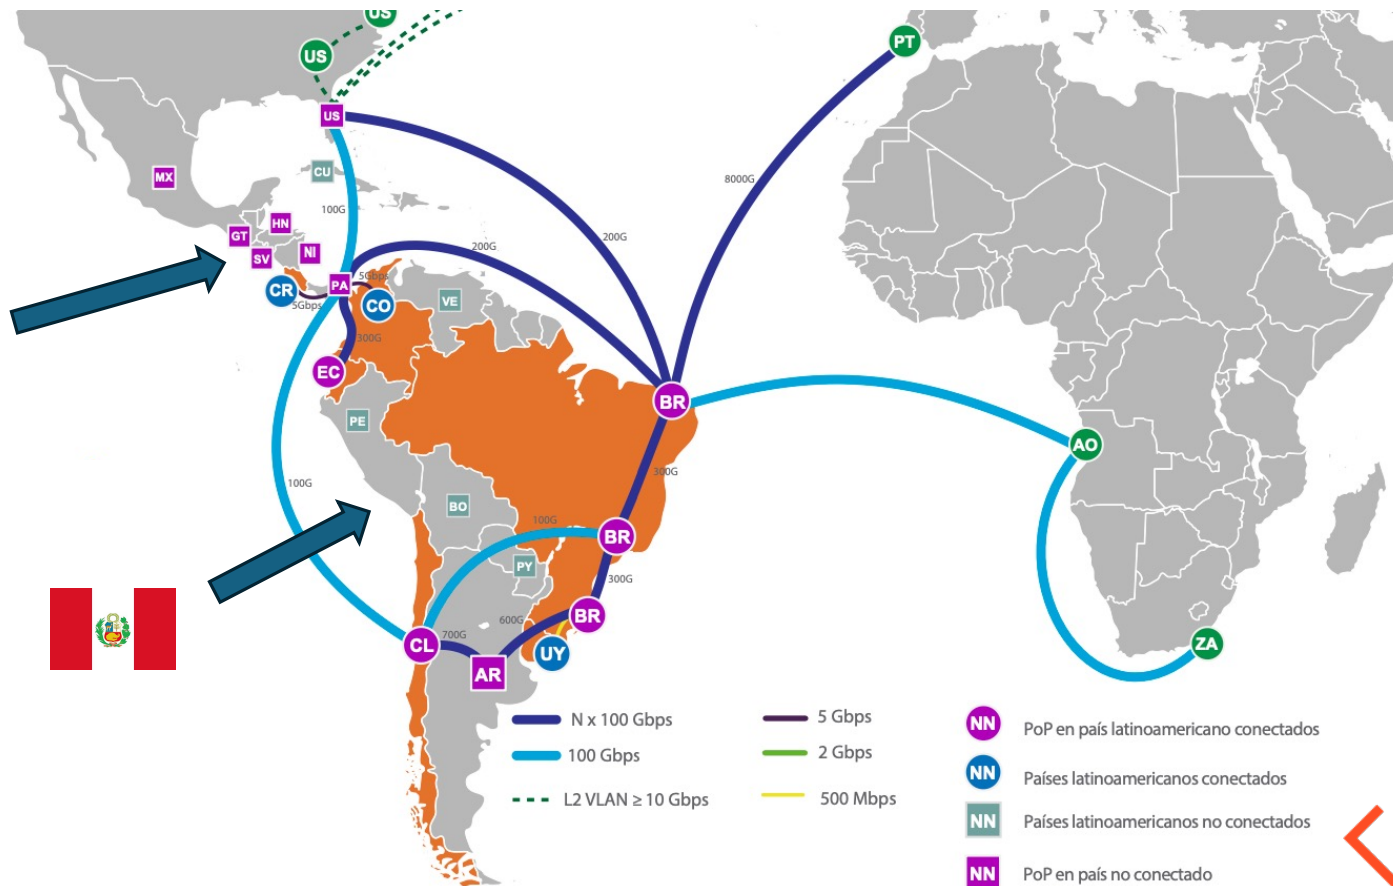 US
US
US
PT
CU
MX
8000G
100G
HN
GT
200G
200G
NI
SV
5Gbps
PA
CR
5Gbps
CO
VE
300G
EC
BR
PE
AO
300G
100G
BO
100G
BR
PY
300G
600G
BR
700G
CL
UY
ZA
AR
N x 100 Gbps
5 Gbps
NN
PoP en país latinoamericano conectados
100 Gbps
2 Gbps
NN
Países latinoamericanos conectados
L2 VLAN ≥ 10 Gbps
500 Mbps
NN
Países latinoamericanos no conectados
NN
PoP en país no conectado